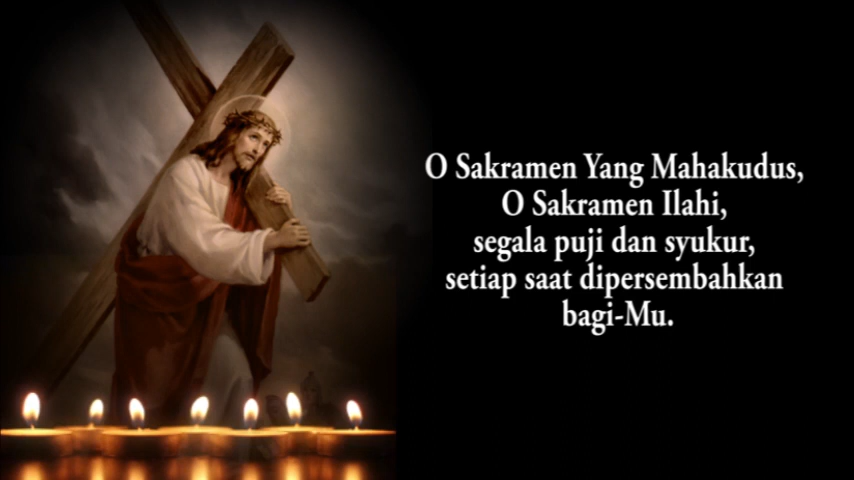 O Sakramen Yang Mahakudus,
O Sakramen Ilahi,
segala puji dan syukur,
setiap saat dipersembahkan
bagi-Mu.